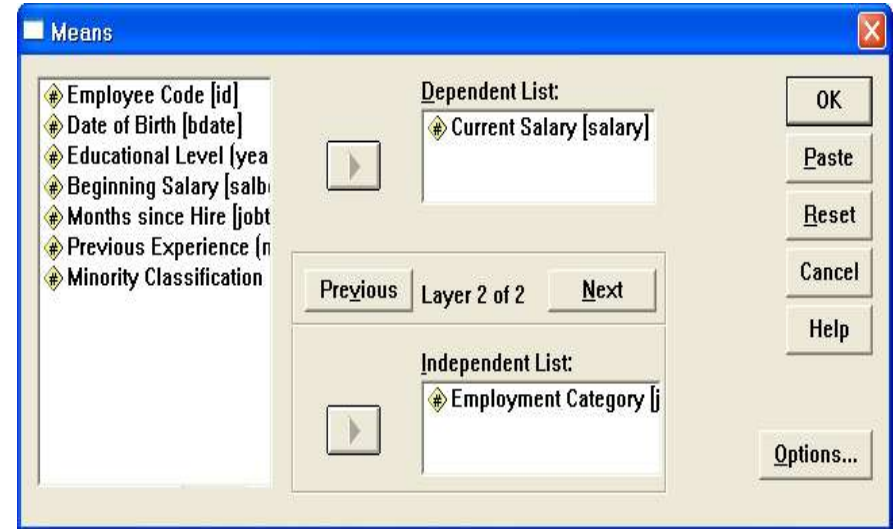 Means
Employee Code [id]
Date of Birth [bdate]
Educational Level (yea
Beginning Salary [salb
Months since Hire [jobt
Previous Experience (n
Minority Classification
Dependent List:
Current Salary [salary]
Previous
Layer 2 of 2
Next
Independent List:
Employment Category [j
OK
Paste
Reset
Cancel
Help
Options...